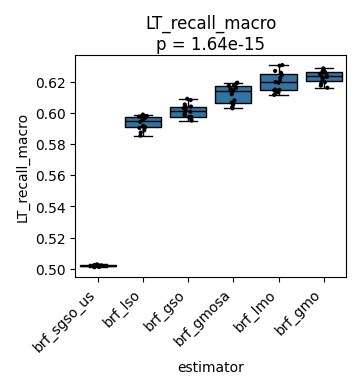 LT_recall_macro
p = 1.64e-15
LT_recall_macro
0.62
0.60
0.58
0.56
0.54
0.52
0.50
brf_sgso_us
brf_lso
brf_gso
brf_gmosa
brf_lmo
brf_gmo
estimator